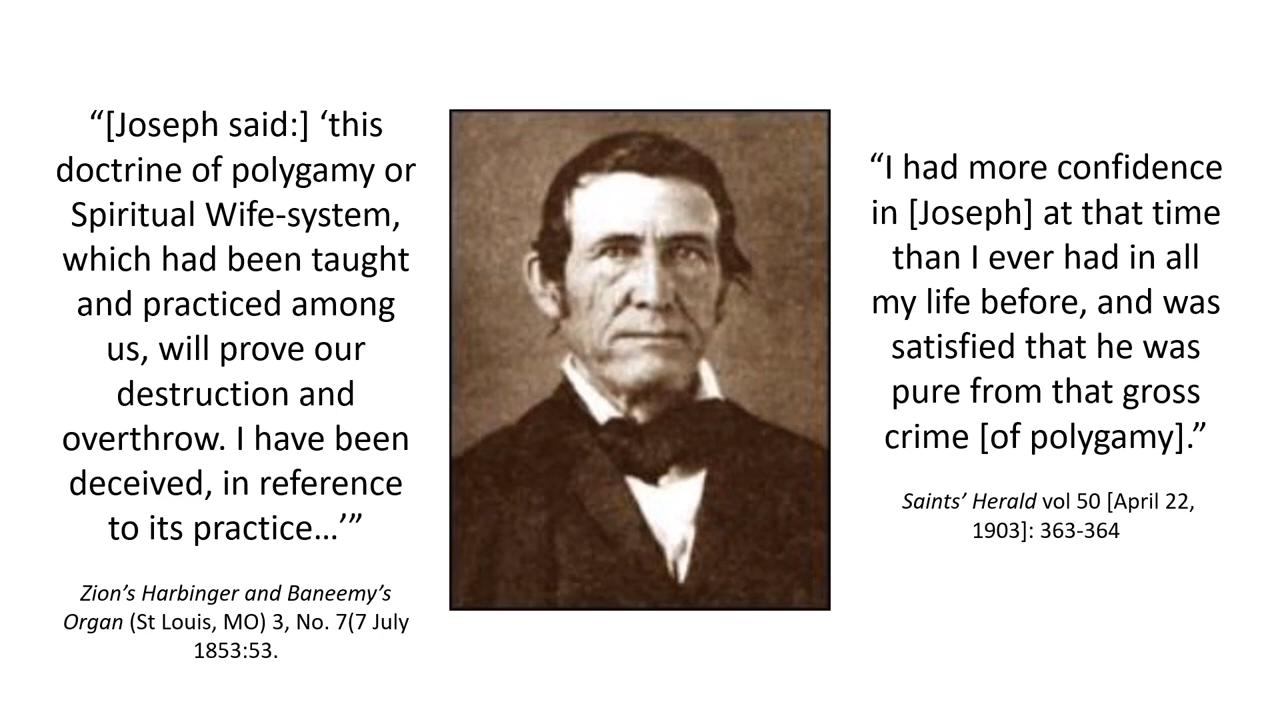 “[Joseph said:] ‘this
doctrine of polygamy or
Spiritual Wife-system,
which had been taught
and practiced among
us, will prove our
destruction and
overthrow. I have been
deceived, in reference
to its practice…’”
Zion’s Harbinger and Baneemy’s
Organ (St Louis, MO) 3, No. 7(7 July
1853:53.
“I had more confidence
in [Joseph] at that time
than I ever had in all
my life before, and was
satisfied that he was
pure from that gross
crime [of polygamy].”
Saints’ Herald vol 50 [April 22,
1903]: 363-364